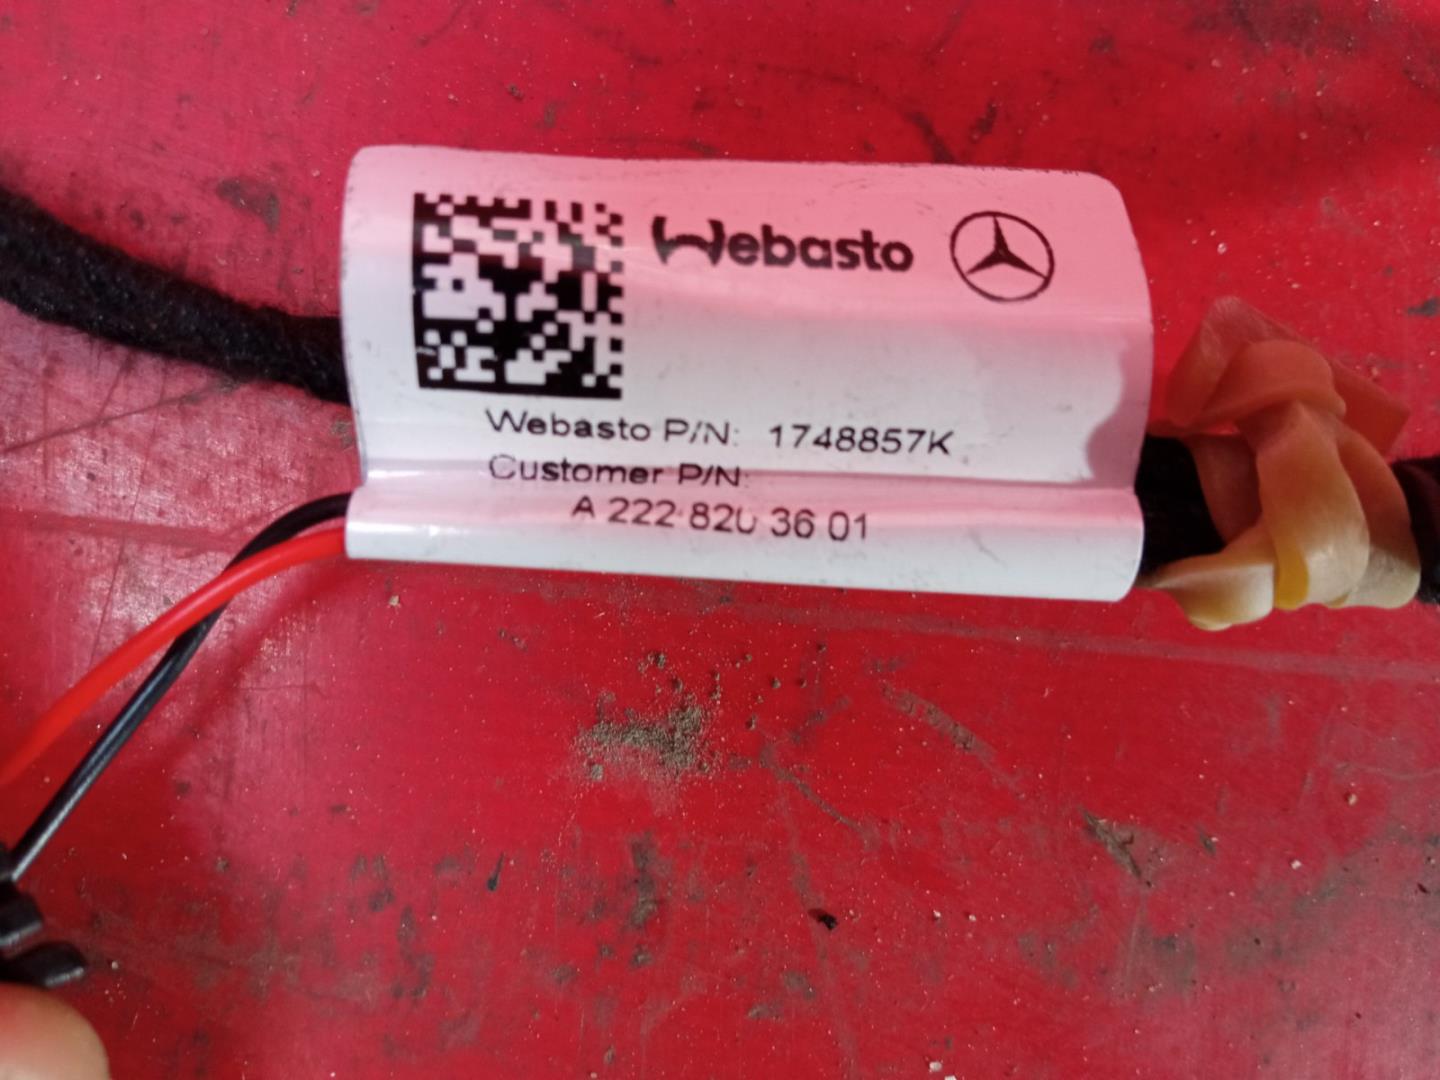 Webasto
Webasto P/N: 1748857K
Customer P/N:
A 222 820 36 01